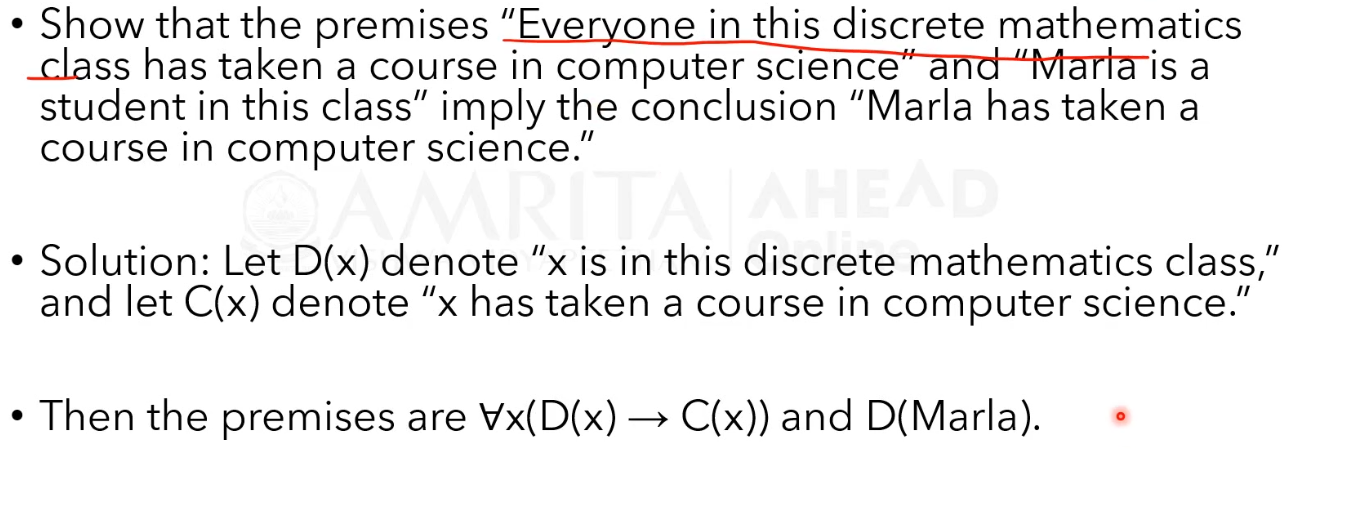 • Show that the premises “Everyone in this discrete mathematics
class has taken a course in computer science” and “Marla is a
student in this class” imply the conclusion “Marla has taken a
course in computer science.”
AMRITA AHEAD
Online
• Solution: Let D(x) denote “x is in this discrete mathematics class,”
and let C(x) denote “x has taken a course in computer science.”
• Then the premises are ∀x(D(x) → C(x)) and D(Marla).